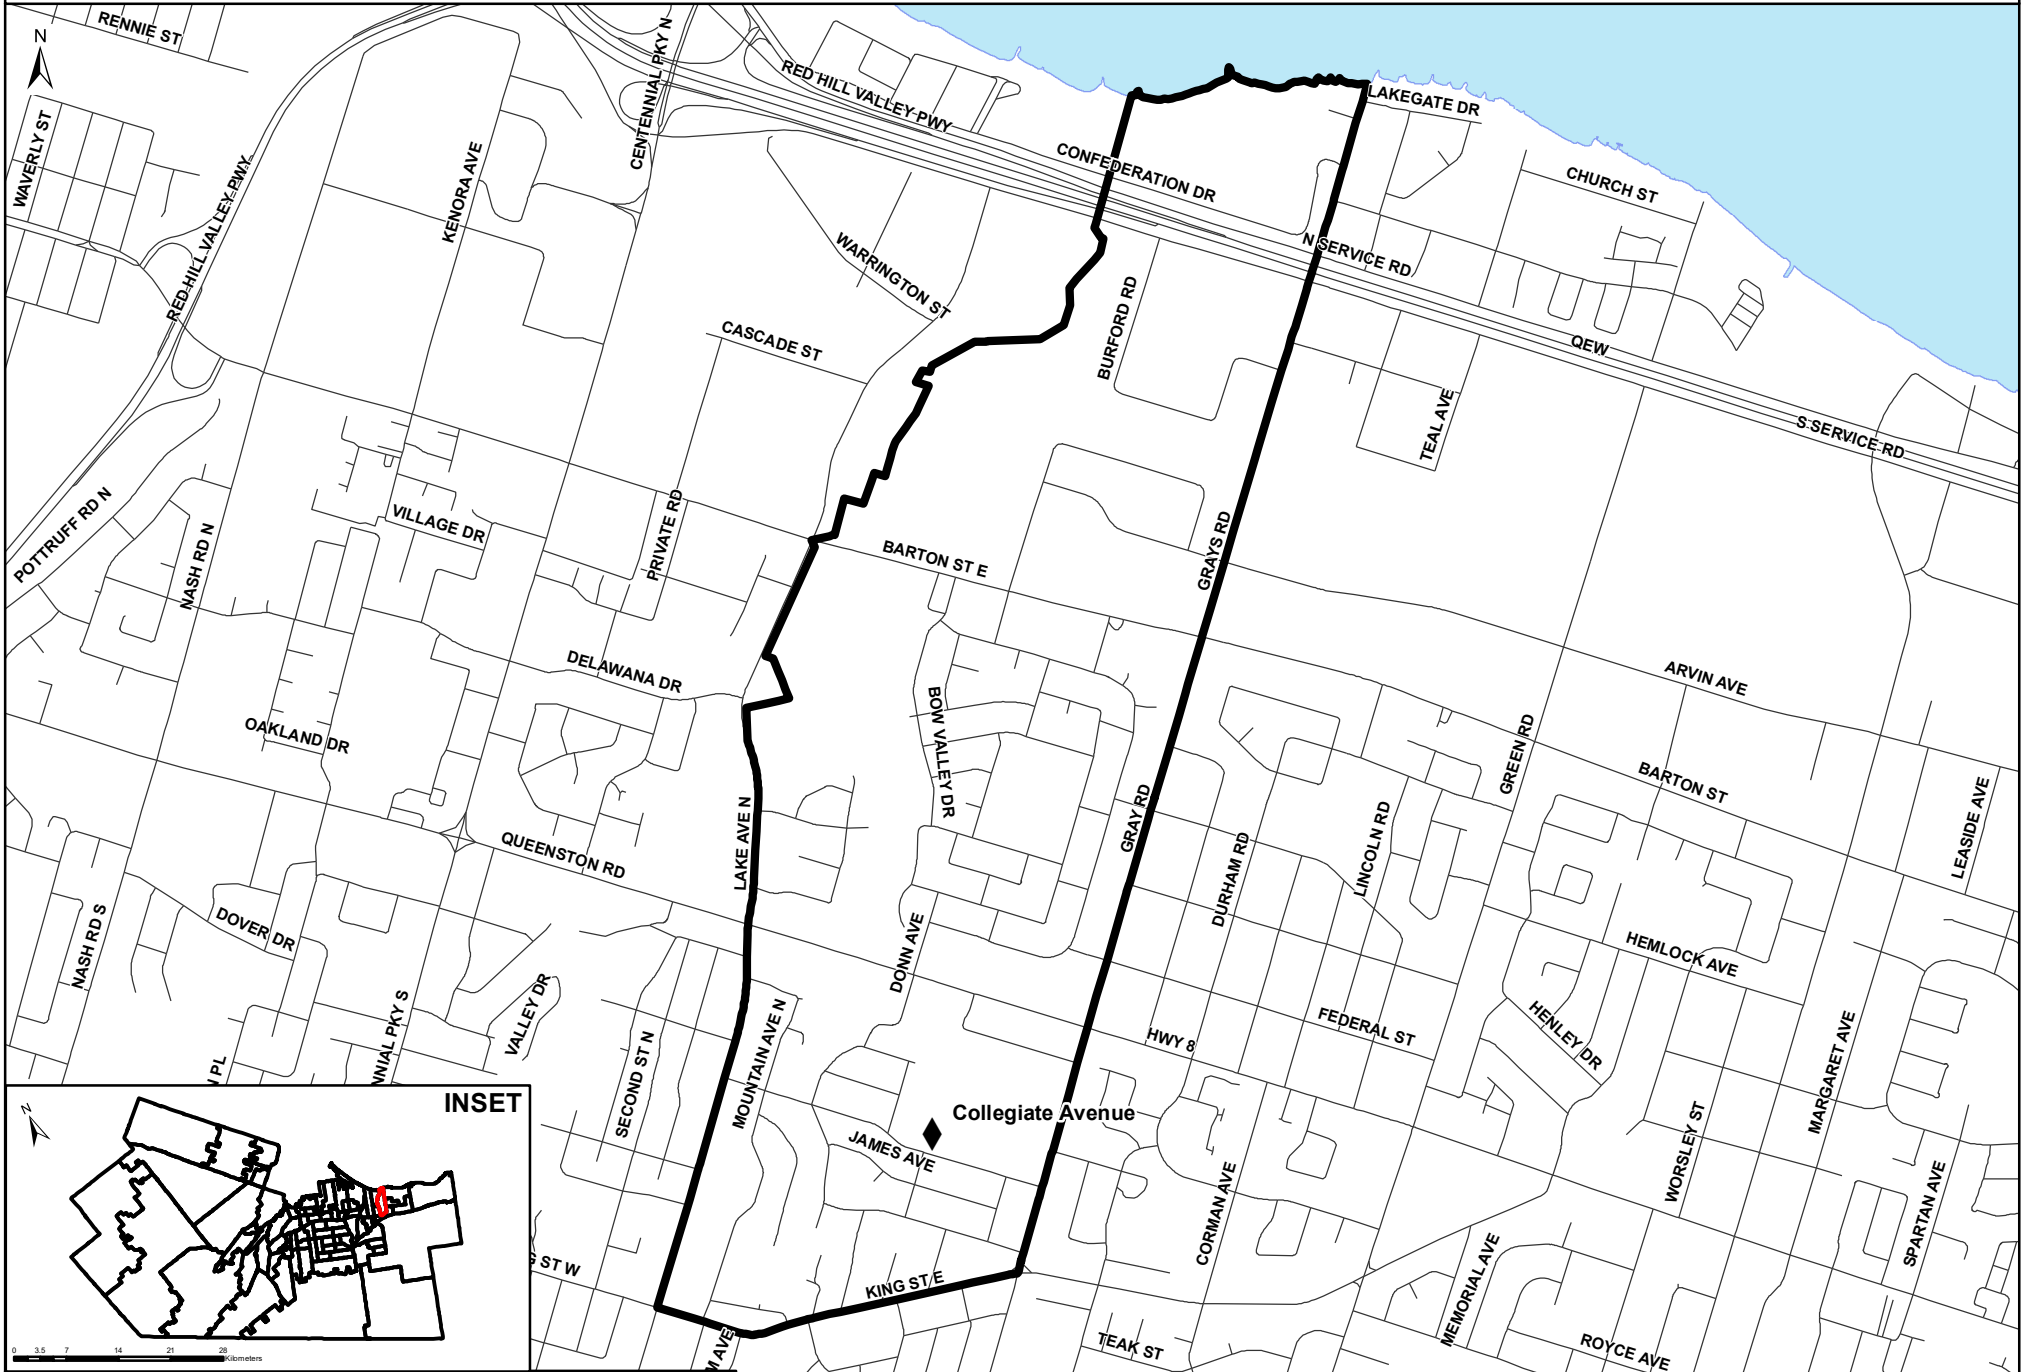 RENNIE ST
N
WAVERLY ST
RED HILL VALLEY PWY
KENORA AVE
CENTENNIAL PKY N
RED HILL VALLEY PWY
CONFEDERATION DR
LAKEGATE DR
CHURCH ST
WARRINGTON ST
N SERVICE RD
CASCADE ST
BURFORD RD
QEW
TEAL AVE
S SERVICE RD
POTTRUFF RD N
NASH RD N
VILLAGE DR
PRIVATE RD
BARTON ST E
GRAYS RD
DELAWANA DR
OAKLAND DR
BOW VALLEY DR
ARVIN AVE
GREEN RD
BARTON ST
LEASIDE AVE
LAKE AVE N
QUEENSTON RD
GRAY RD
DURHAM RD
LINCOLN RD
NASH RD S
DOVER DR
DONN AVE
HEMLOCK AVE
VALLEY DR
NNIAL PKY S
N PL
SECOND ST N
MOUNTAIN AVE N
HWY 8
FEDERAL ST
HENLEY DR
MARGARET AVE
Collegiate Avenue
JAMES AVE
CORMAN AVE
WORSLEY ST
SPARTAN AVE
MEMORIAL AVE
G ST W
KING ST E
M AVE
TEAK ST
ROYCE AVE
INSET
N
0 3.5 7 14 21 28
Kilometers